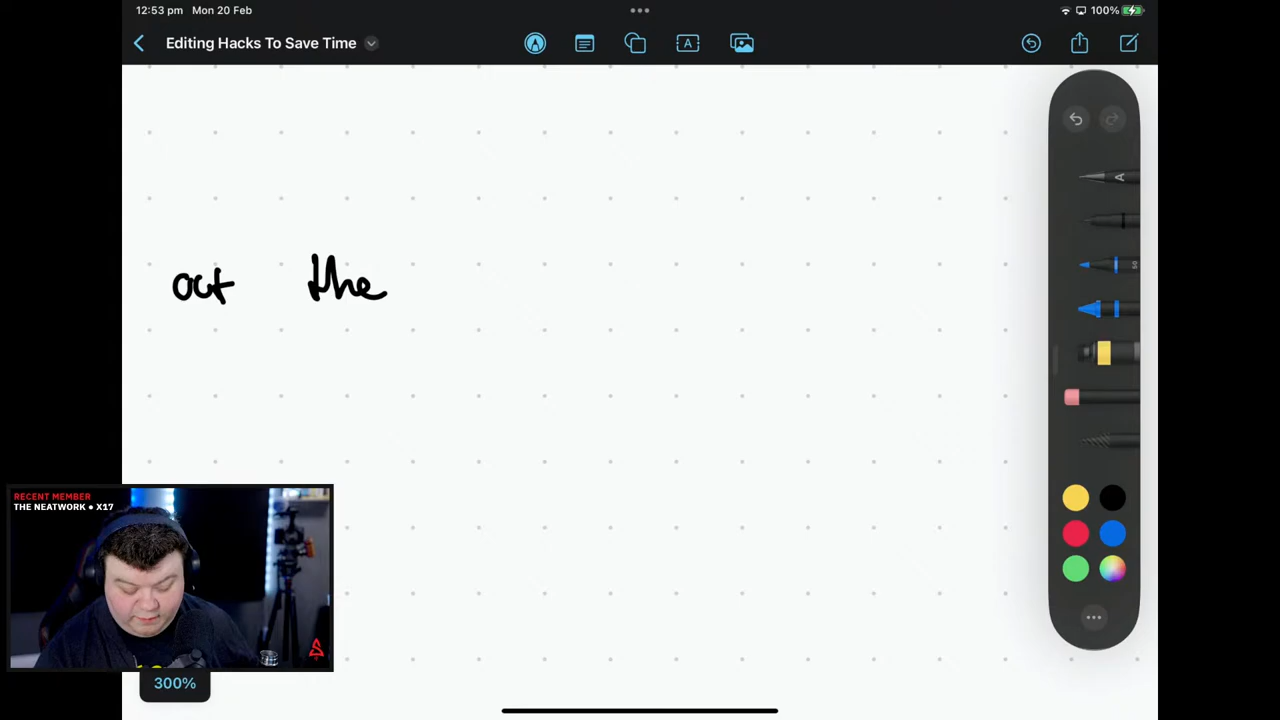 12:53 pm Mon 20 Feb
100%
Editing Hacks To Save Time
A
A
50
out the
RECENT MEMBER
THE NEATWORK ● X17
300%